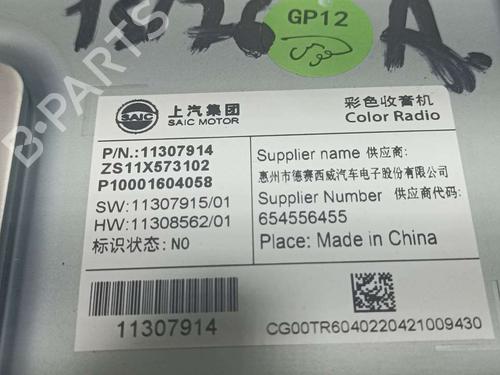 GP12
A.
B-PARTS
SAIC
上汽集团
SAIC MOTOR
彩色收膏机
Color Radio
P/N.:11307914
ZS11X573102
P10001604058
SW:11307915/01
HW:11308562/01
标识状态: NO
Supplier name 供应商:
惠州市德赛西威汽车电子股份有限公司
Supplier Number 供应商代码:
654556455
Place: Made in China
11307914
CG00TR6040220421009430